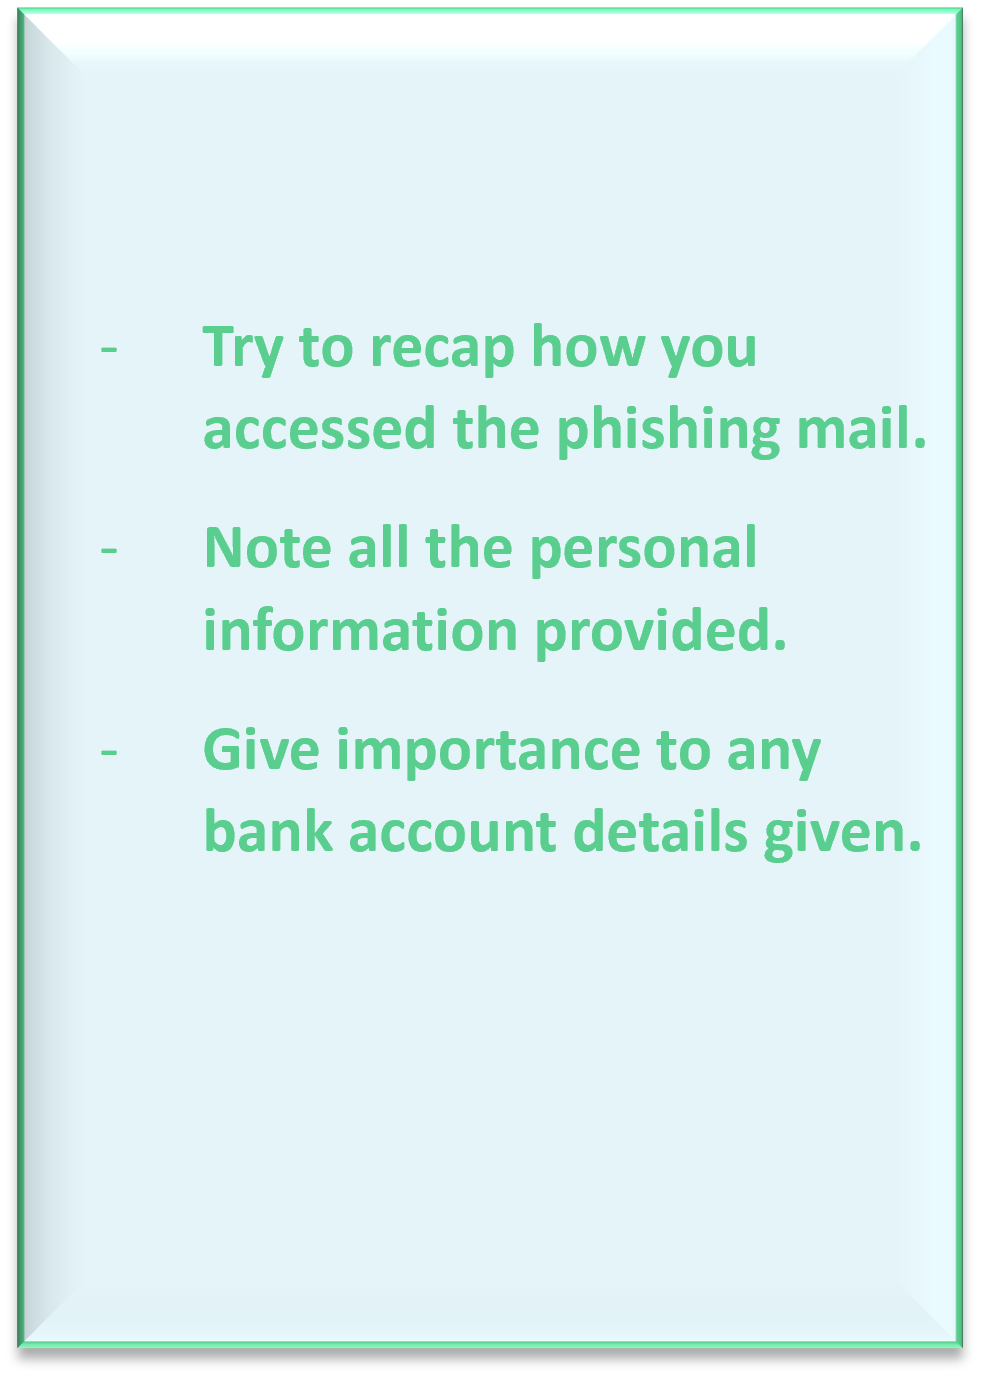 - Try to recap how you
accessed the phishing mail.
- Note all the personal
information provided.
- Give importance to any
bank account details given.